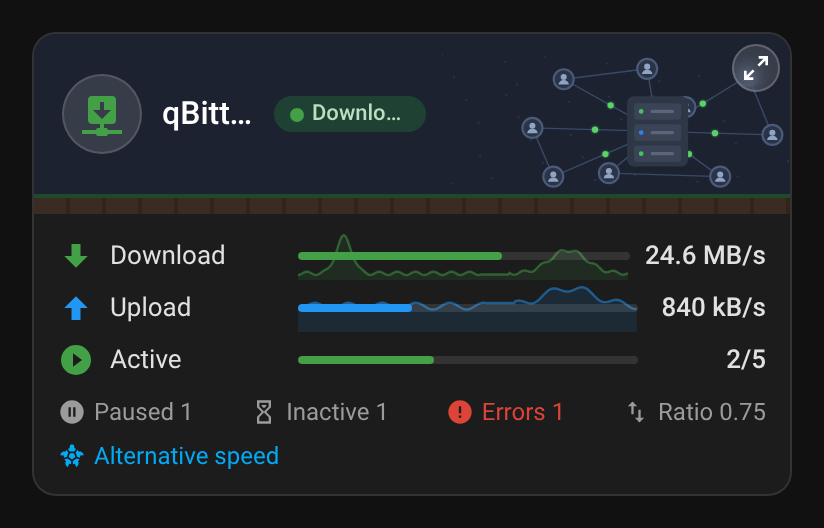 qBitt...
Downlo...
Download 24.6 MB/s
Upload 840 kB/s
Active 2/5
Paused 1 Inactive 1 Errors 1 Ratio 0.75
Alternative speed